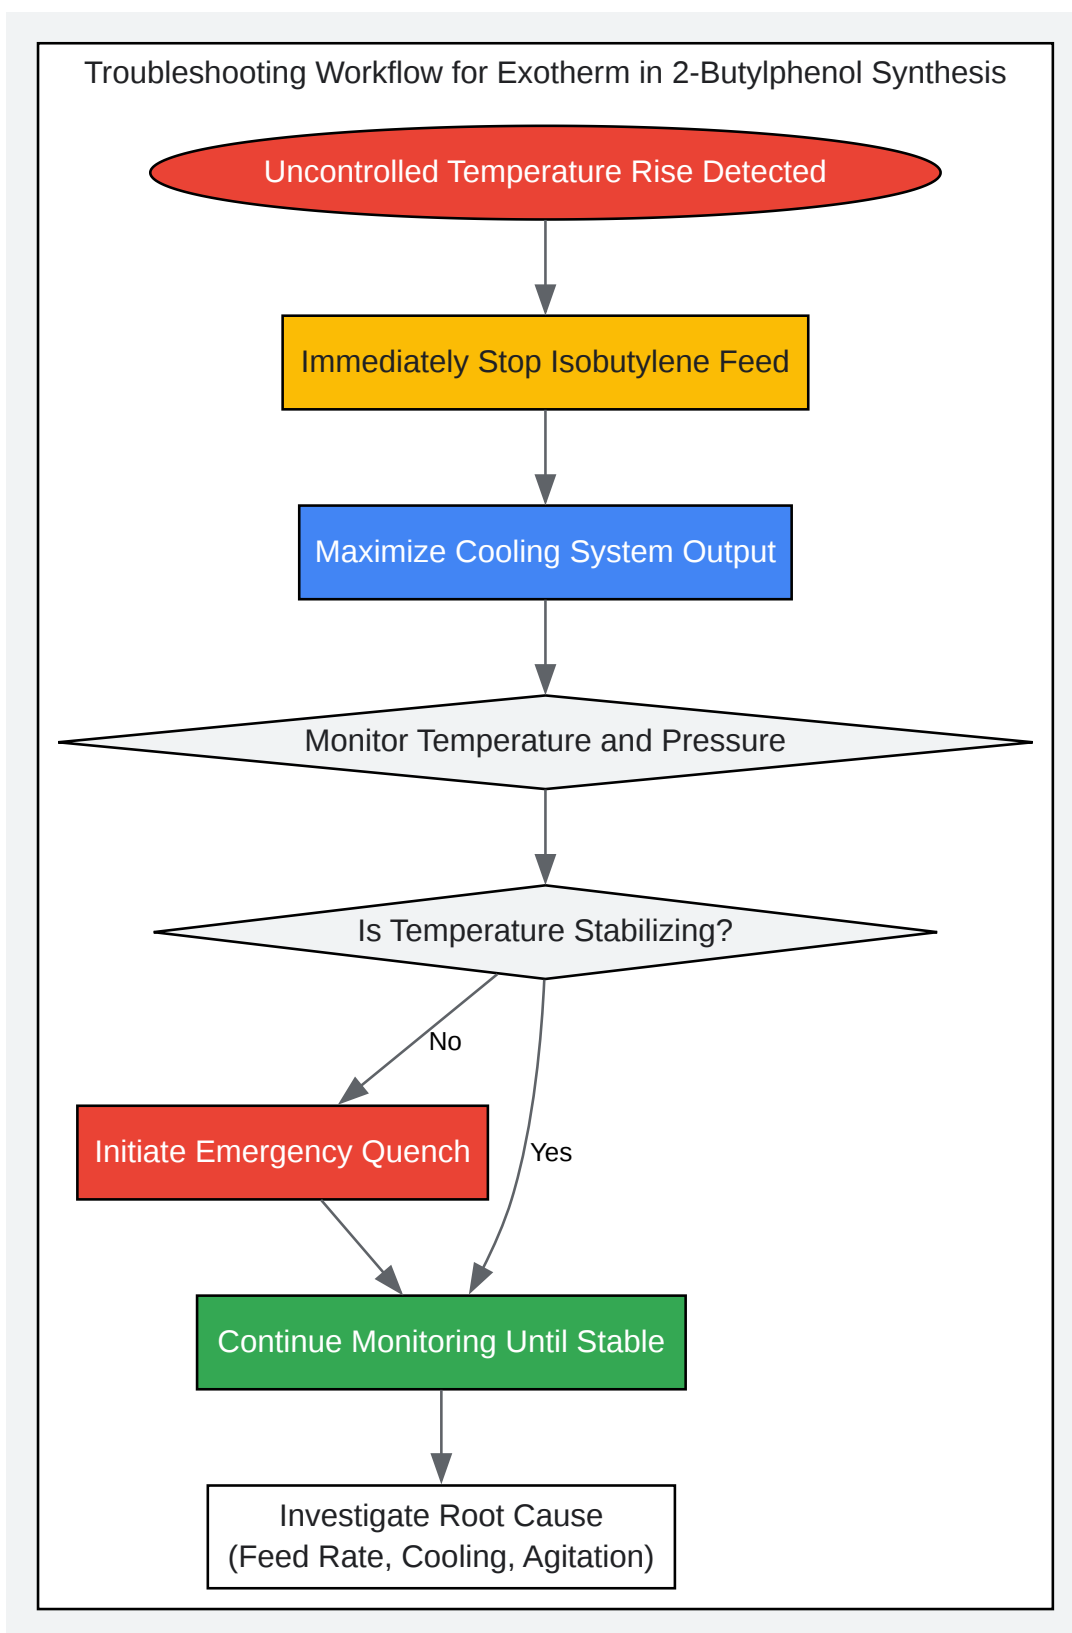 Troubleshooting Workflow for Exotherm in 2-Butylphenol Synthesis
Uncontrolled Temperature Rise Detected
Immediately Stop Isobutylene Feed
Maximize Cooling System Output
Monitor Temperature and Pressure
Is Temperature Stabilizing?
No
Initiate Emergency Quench
Yes
Continue Monitoring Until Stable
Investigate Root Cause
(Feed Rate, Cooling, Agitation)